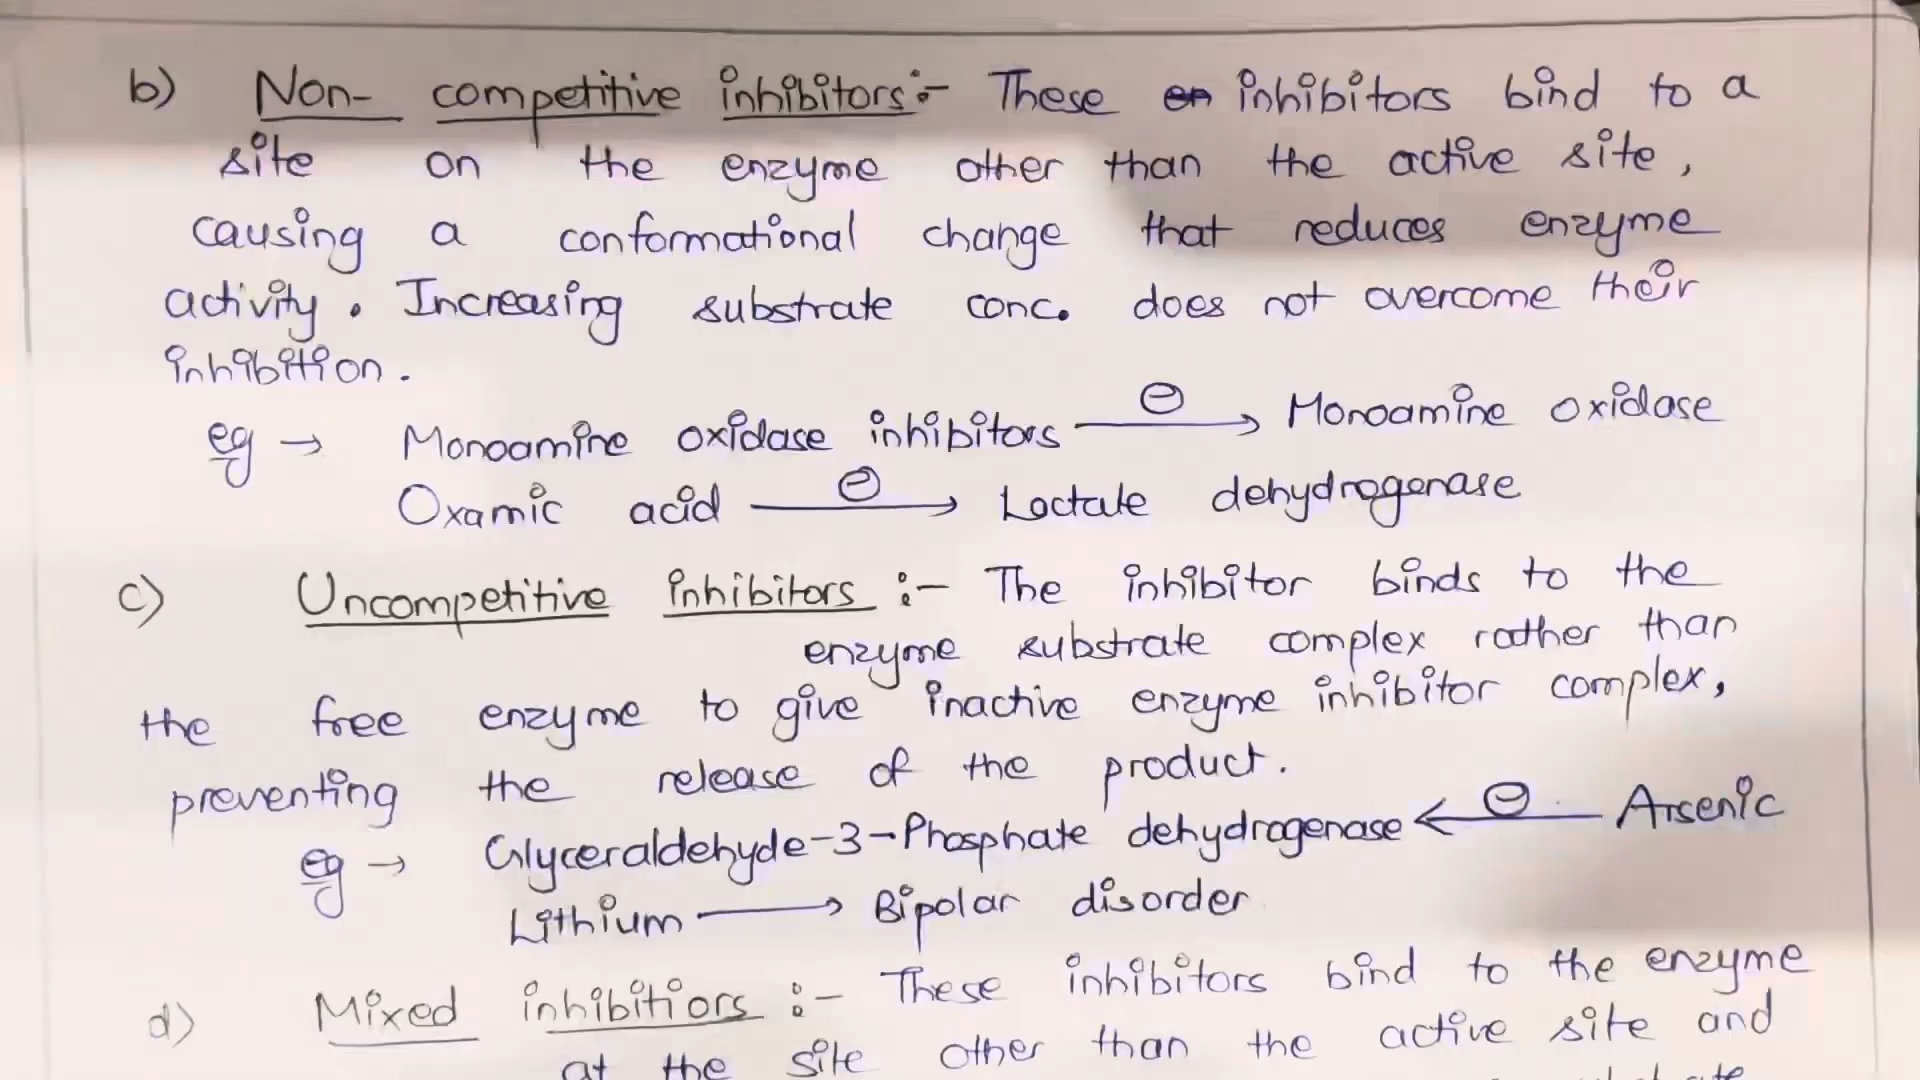 b) Non- competitive inhibitors :- These inhibitors bind to a
site on the enzyme other than the active site,
causing a conformational change that reduces enzyme
activity. Increasing substrate conc. does not overcome their
inhibition.
eg → Monoamine oxidase inhibitors ⊖→ Monoamine oxidase
Oxamic acid ⊖→ Lactate dehydrogenase
c) Uncompetitive inhibitors :- The inhibitor binds to the
enzyme substrate complex rather than
the free enzyme to give inactive enzyme inhibitor complex,
preventing the release of the product.
eg → Glyceraldehyde-3-Phosphate dehydrogenase ←⊖ Arsenic
Lithium → Bipolar disorder
d) Mixed inhibitiors :- These inhibitors bind to the enzyme
at the site other than the active site and